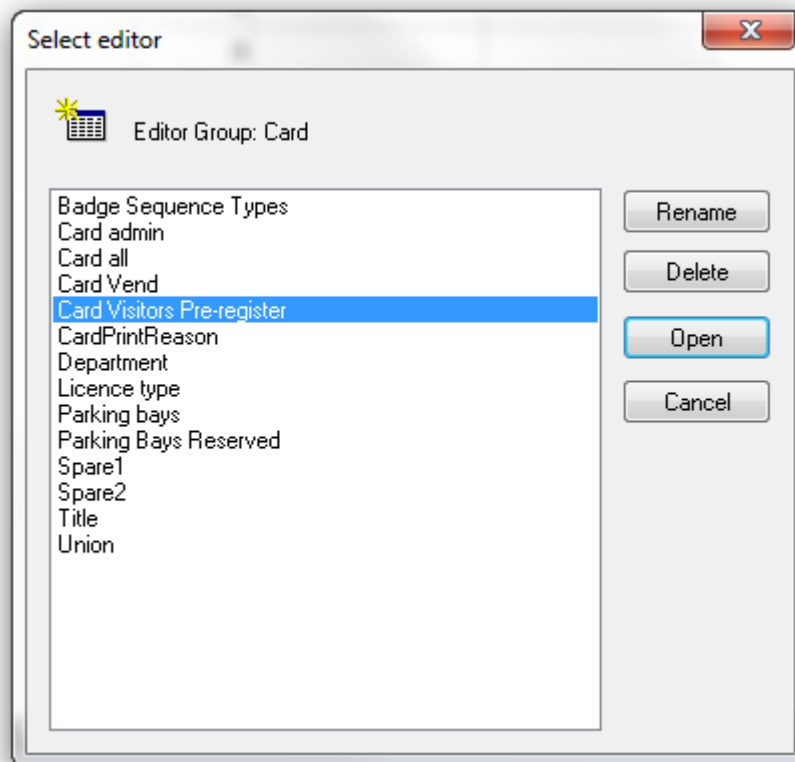 Select editor
Editor Group: Card
Badge Sequence Types
Card admin
Card all
Card Vend
Card Visitors Pre-register
CardPrintReason
Department
Licence type
Parking bays
Parking Bays Reserved
Spare1
Spare2
Title
Union
Rename
Delete
Open
Cancel